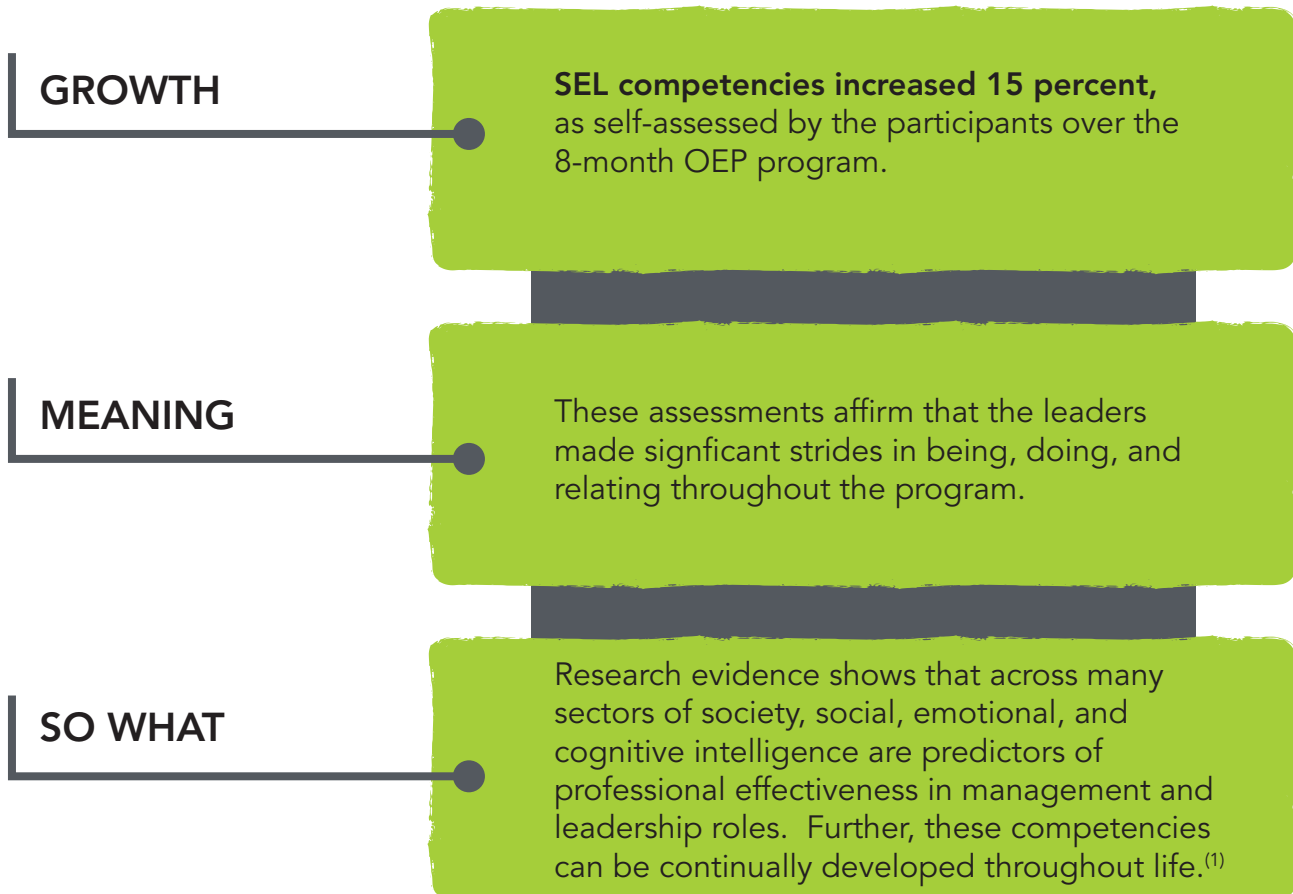 GROWTH
SEL competencies increased 15 percent,
as self-assessed by the participants over the
8-month OEP program.
MEANING
These assessments affirm that the leaders
made signficant strides in being, doing, and
relating throughout the program.
SO WHAT
Research evidence shows that across many
sectors of society, social, emotional, and
cognitive intelligence are predictors of
professional effectiveness in management and
leadership roles.  Further, these competencies
can be continually developed throughout life.(1)